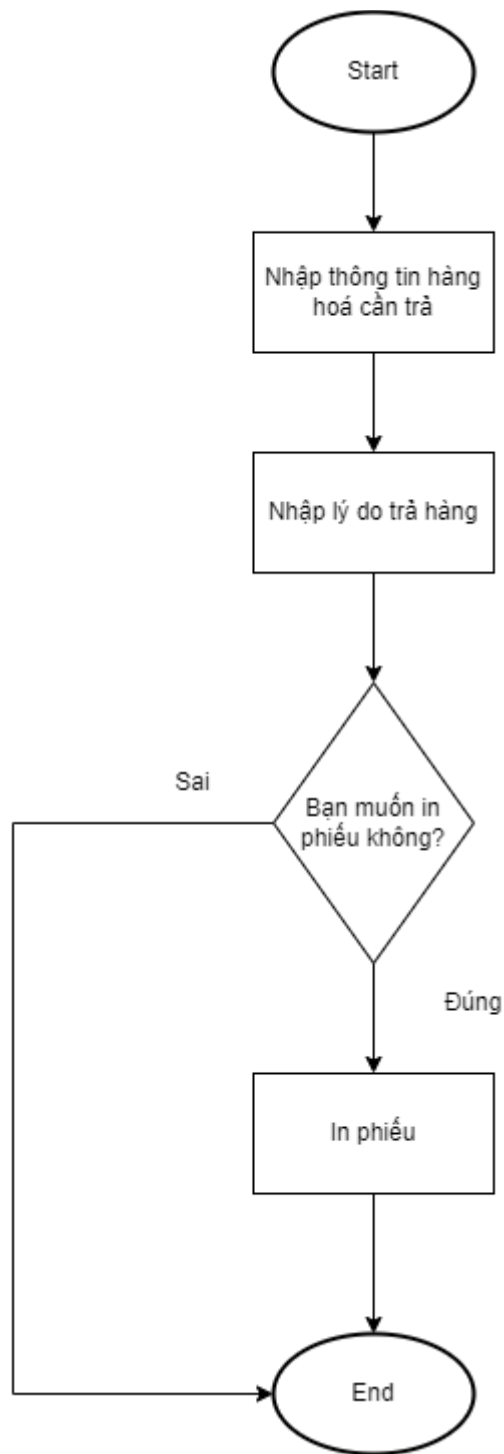 Start
Nhập thông tin hàng
hoá cần trả
Nhập lý do trả hàng
Sai
Bạn muốn in
phiếu không?
Đúng
In phiếu
End